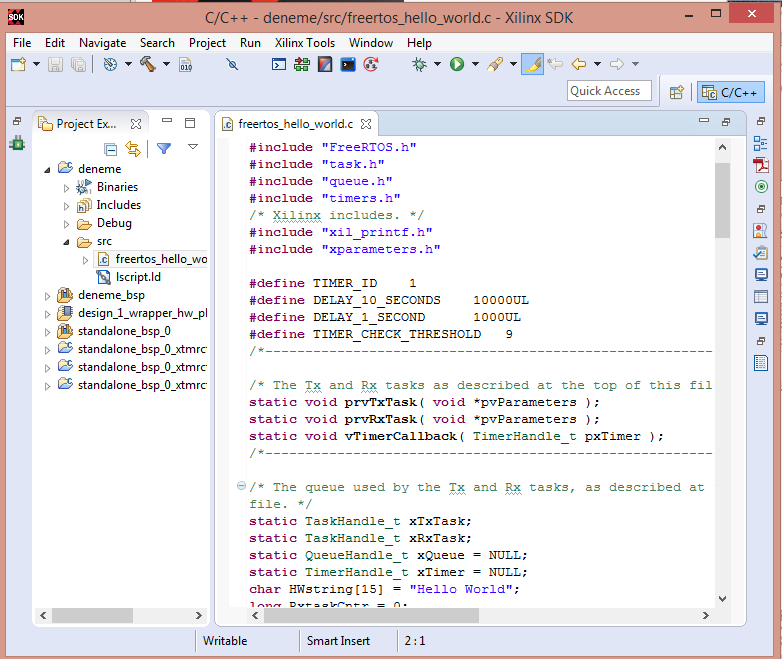 SDK
C/C++ - deneme/src/freertos_hello_world.c - Xilinx SDK
File Edit Navigate Search Project Run Xilinx Tools Window Help
010
Quick Access
C/C++
Project Ex...
freertos_hello_world.c
deneme
Binaries
Includes
Debug
src
freertos_hello_wo
lscript.ld
deneme_bsp
design_1_wrapper_hw_pl
standalone_bsp_0
standalone_bsp_0_xtmrc
standalone_bsp_0_xtmrc
standalone_bsp_0_xtmrc
#include "FreeRTOS.h"
#include "task.h"
#include "queue.h"
#include "timers.h"
/* Xilinx includes. */
#include "xil_printf.h"
#include "xparameters.h"
#define TIMER_ID    1
#define DELAY_10_SECONDS    10000UL
#define DELAY_1_SECOND      1000UL
#define TIMER_CHECK_THRESHOLD   9
/*--------------------------------------------------------
/* The Tx and Rx tasks as described at the top of this fil
static void prvTxTask( void *pvParameters );
static void prvRxTask( void *pvParameters );
static void vTimerCallback( TimerHandle_t pxTimer );
/*--------------------------------------------------------
/* The queue used by the Tx and Rx tasks, as described at
file. */
static TaskHandle_t xTxTask;
static TaskHandle_t xRxTask;
static QueueHandle_t xQueue = NULL;
static TimerHandle_t xTimer = NULL;
char HWstring[15] = "Hello World";
long RxtaskCntr = 0;
Writable
Smart Insert
2 : 1